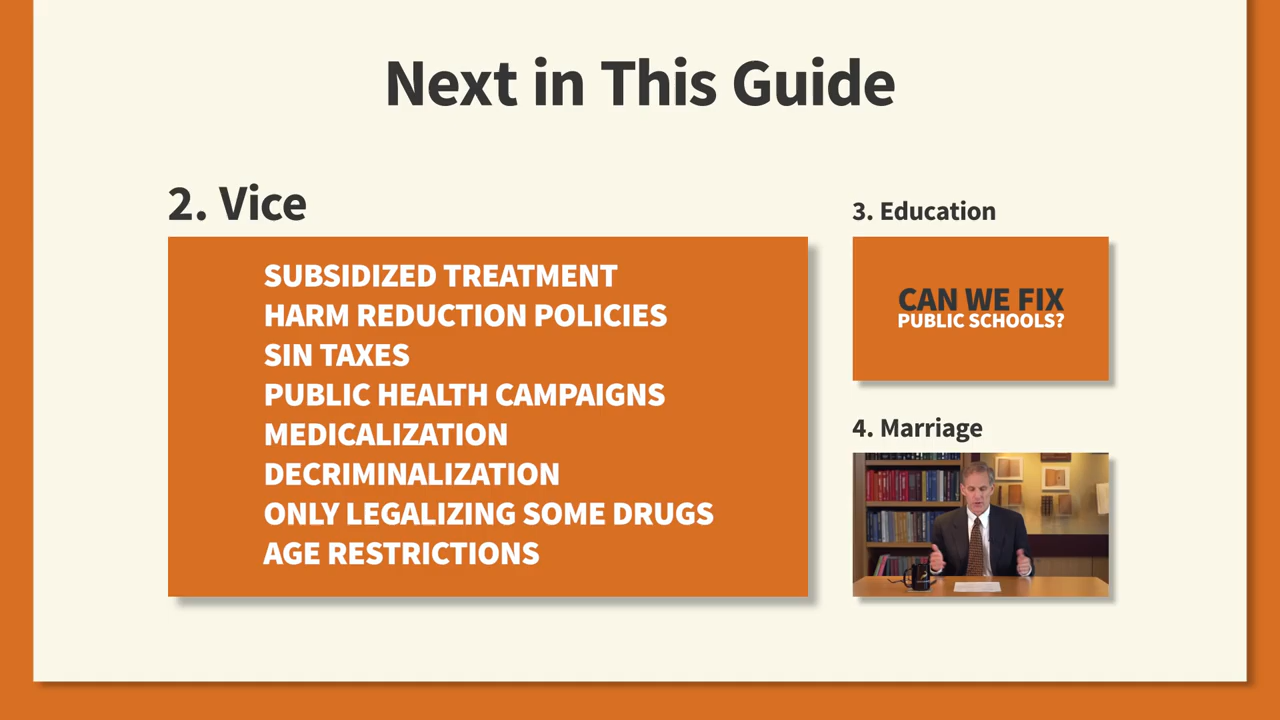 Next in This Guide
2. Vice
SUBSIDIZED TREATMENT
HARM REDUCTION POLICIES
SIN TAXES
PUBLIC HEALTH CAMPAIGNS
MEDICALIZATION
DECRIMINALIZATION
ONLY LEGALIZING SOME DRUGS
AGE RESTRICTIONS
3. Education
CAN WE FIX
PUBLIC SCHOOLS?
4. Marriage